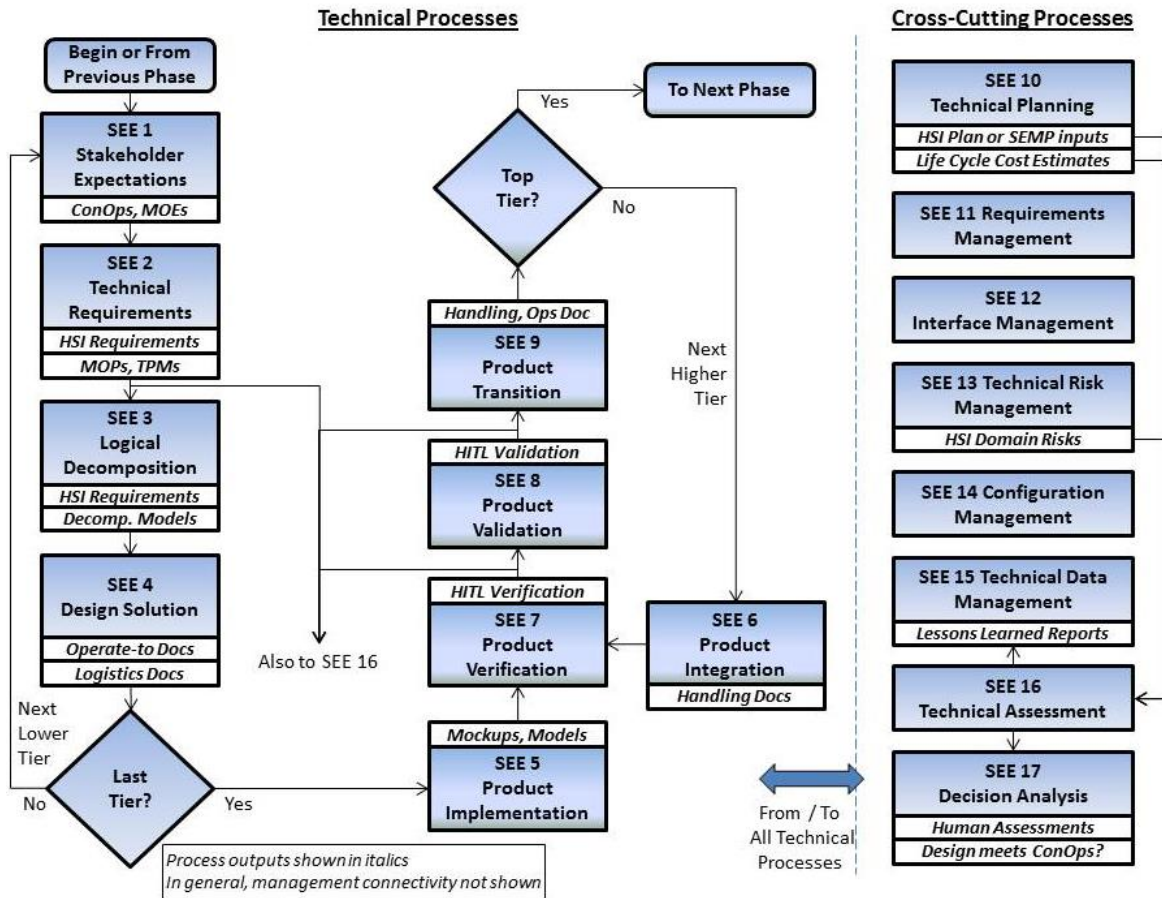 Technical Processes
Cross-Cutting Processes
Begin or From
Previous Phase
SEE 1
Stakeholder
Expectations
ConOps, MOEs
SEE 2
Technical
Requirements
HSI Requirements
MOPs, TPMs
SEE 3
Logical
Decomposition
HSI Requirements
Decomp. Models
SEE 4
Design Solution
Operate-to Docs
Logistics Docs
Next
Lower
Tier
No
Last
Tier?
Yes
Also to SEE 16
Yes
To Next Phase
Top
Tier?
No
Next
Higher
Tier
Handling, Ops Doc
SEE 9
Product
Transition
HITL Validation
SEE 8
Product
Validation
HITL Verification
SEE 7
Product
Verification
SEE 6
Product
Integration
Handling Docs
Mockups, Models
SEE 5
Product
Implementation
Process outputs shown in italics
In general, management connectivity not shown
From / To
All Technical
Processes
SEE 10
Technical Planning
HSI Plan or SEMP inputs
Life Cycle Cost Estimates
SEE 11 Requirements
Management
SEE 12
Interface Management
SEE 13 Technical Risk
Management
HSI Domain Risks
SEE 14 Configuration
Management
SEE 15 Technical Data
Management
Lessons Learned Reports
SEE 16
Technical Assessment
SEE 17
Decision Analysis
Human Assessments
Design meets ConOps?